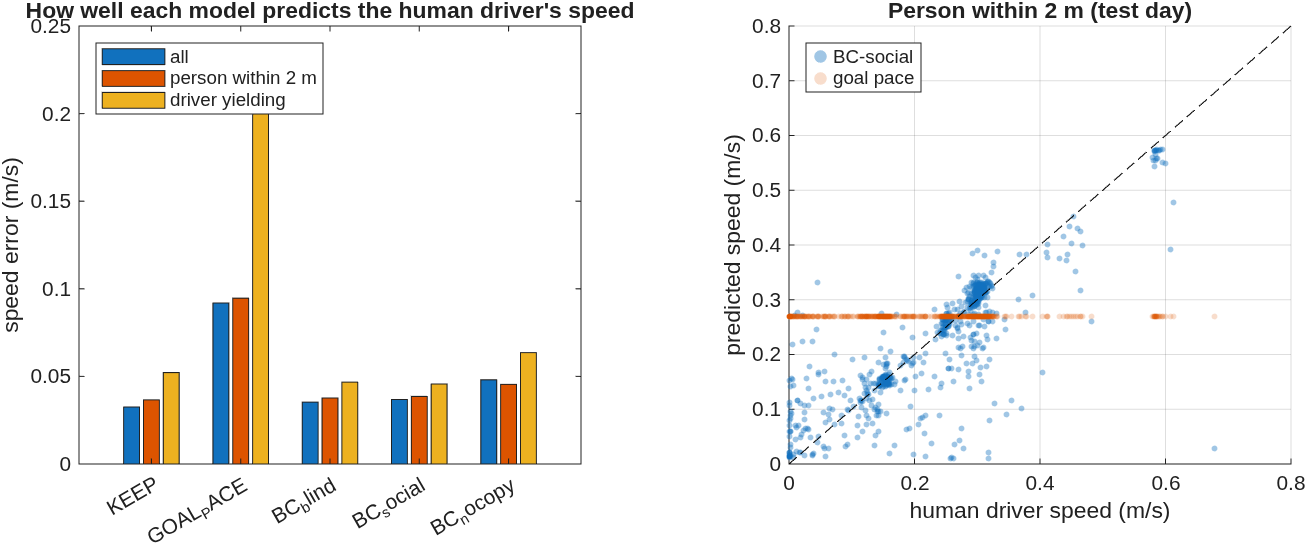 How well each model predicts the human driver's speed
0.25
0.2
0.15
0.1
0.05
0
speed error (m/s)
all
person within 2 m
driver yielding
KEEP
GOALPACE
BCblind
BCsocial
BCnocopy
Person within 2 m (test day)
0.8
0.7
0.6
0.5
0.4
0.3
0.2
0.1
0
predicted speed (m/s)
BC-social
goal pace
0 0.2 0.4 0.6 0.8
human driver speed (m/s)